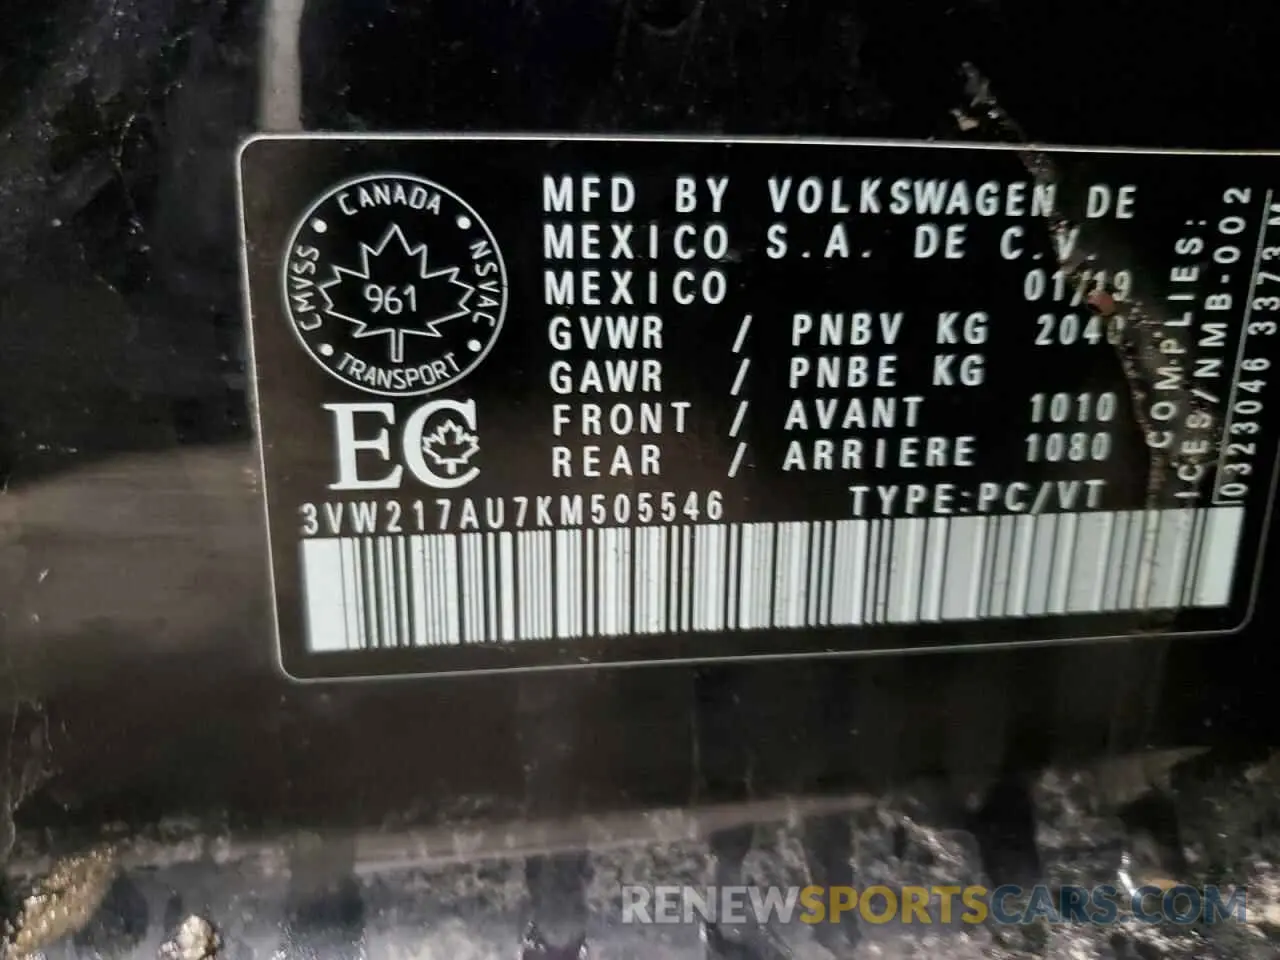 CANADA
CMVSS
NSVAC
961
TRANSPORT
EC
MFD BY VOLKSWAGEN DE
MEXICO S.A. DE C.V.
MEXICO 01/19
GVWR / PNBV KG 2040
GAWR / PNBE KG
FRONT / AVANT 1010
REAR / ARRIERE 1080
3VW217AU7KM505546 TYPE:PC/VT
COMPLIES:
ICES/NMB-002
0323046 3373
RENEWSPORTSCARS.COM